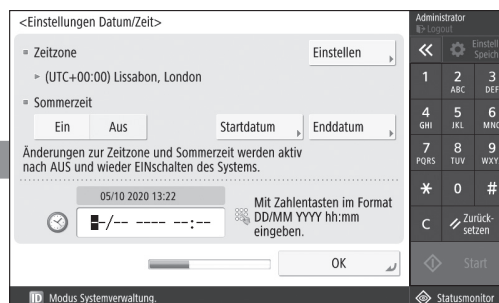 <Einstellungen Datum/Zeit>
Zeitzone
Einstellen
(UTC+00:00) Lissabon, London
Sommerzeit
Ein
Aus
Startdatum
Enddatum
Änderungen zur Zeitzone und Sommerzeit werden aktiv
nach AUS und wieder EINschalten des Systems.
05/10 2020 13:22
--/-- ---- --:--
Mit Zahlentasten im Format
DD/MM YYYY hh:mm
eingeben.
OK
ID Modus Systemverwaltung.
Administrator
Logout
1
2
ABC
3
DEF
4
GHI
5
JKL
6
MNO
7
PQRS
8
TUV
9
WXY
*
0
#
C
Zurück-
setzen
Start
Statusmonitor